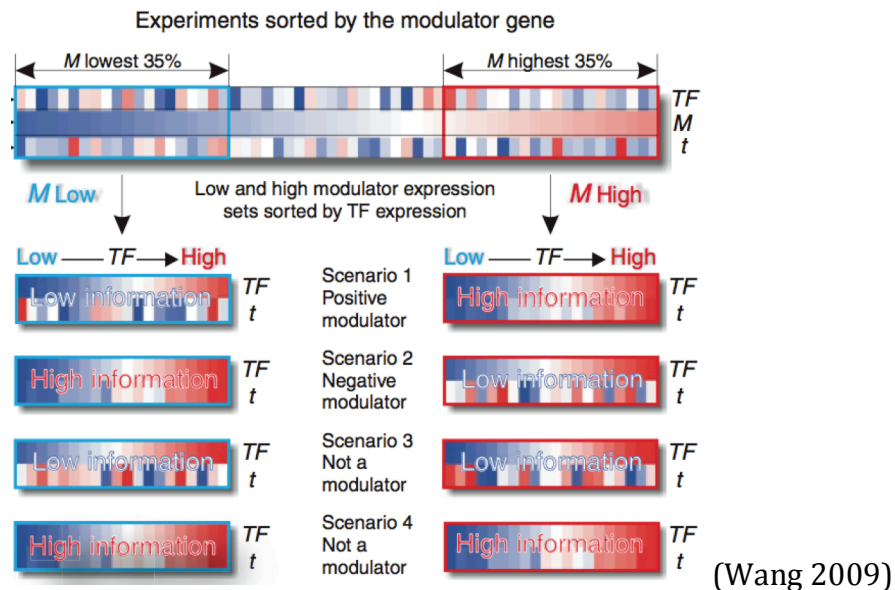 Experiments sorted by the modulator gene
M lowest 35%
M highest 35%
TF
M
t
M Low
Low and high modulator expression
sets sorted by TF expression
M High
Low TF High
Low TF High
Low information
TF
t
Scenario 1
Positive
modulator
High information
TF
t
High information
TF
t
Scenario 2
Negative
modulator
Low information
TF
t
Low information
TF
t
Scenario 3
Not a
modulator
Low information
TF
t
High information
TF
t
Scenario 4
Not a
modulator
High information
TF
t
(Wang 2009)